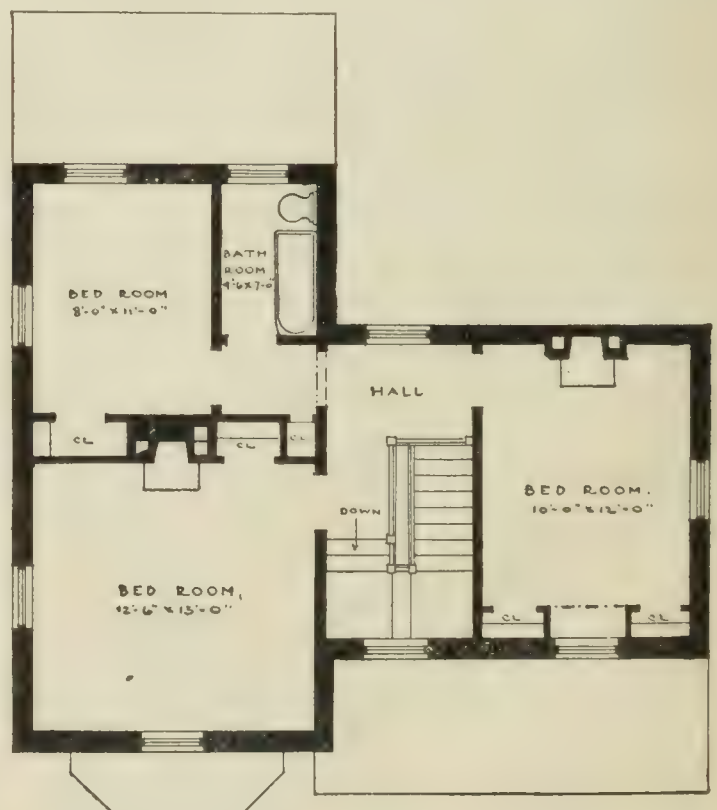 BATH
ROOM
4'-6"X7'-0"
BED ROOM
8'-0" X 11'-0"
HALL
CL
CL
CL
BED ROOM.
10'-0" X 12'-0"
DOWN
BED ROOM,
12'-6" X 13'-0"
CL
CL